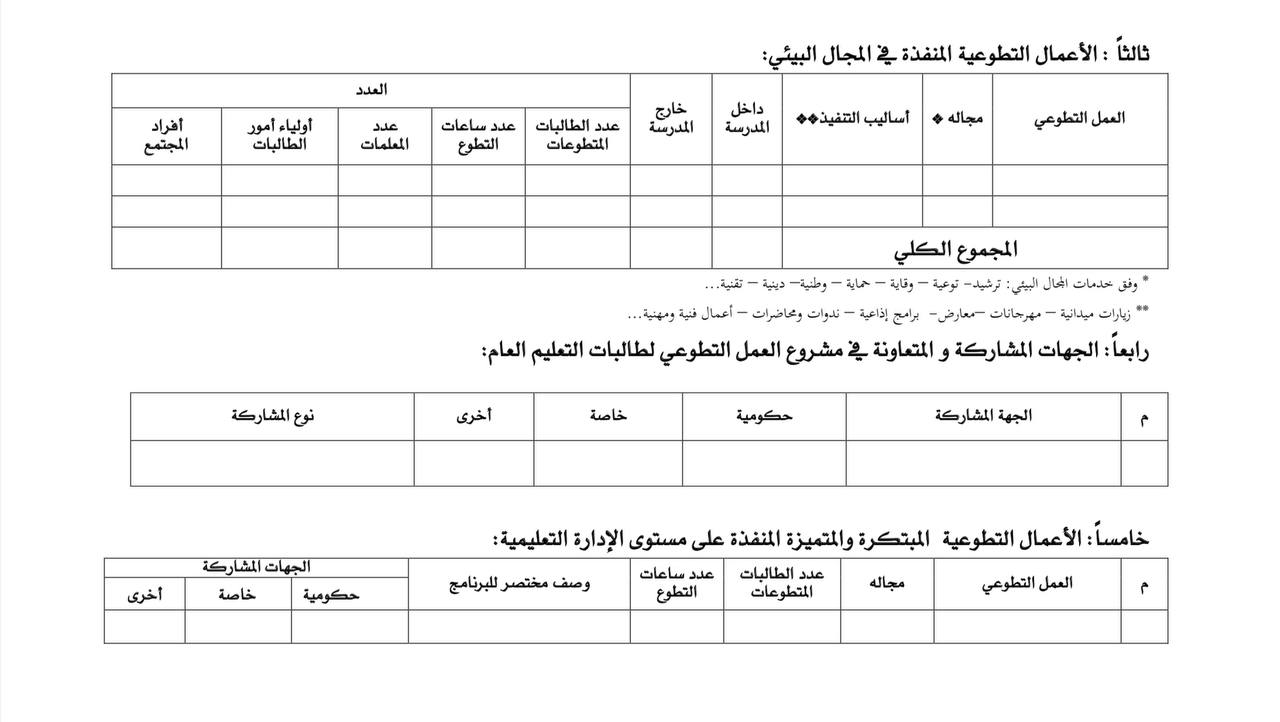 ثالثاً : الأعمال التطوعية المنفذة في المجال البيئي:
العمل التطوعي
مجاله ❖
أساليب التنفيذ❖❖
داخل
المدرسة
خارج
المدرسة
العدد
عدد الطالبات
المتطوعات
عدد ساعات
التطوع
عدد
المعلمات
أولياء أمور
الطالبات
أفراد
المجتمع
المجموع الكلي
* وفق خدمات المجال البيئي: ترشيد- توعية – وقاية – حماية – وطنية– دينية – تقنية...
** زيارات ميدانية – مهرجانات –معارض- برامج إذاعية – ندوات ومحاضرات – أعمال فنية ومهنية...
رابعاً: الجهات المشاركة و المتعاونة في مشروع العمل التطوعي لطالبات التعليم العام:
م
الجهة المشاركة
حكومية
خاصة
أخرى
نوع المشاركة
خامساً: الأعمال التطوعية المبتكرة والمتميزة المنفذة على مستوى الإدارة التعليمية:
م
العمل التطوعي
مجاله
عدد الطالبات
المتطوعات
عدد ساعات
التطوع
وصف مختصر للبرنامج
الجهات المشاركة
حكومية
خاصة
أخرى